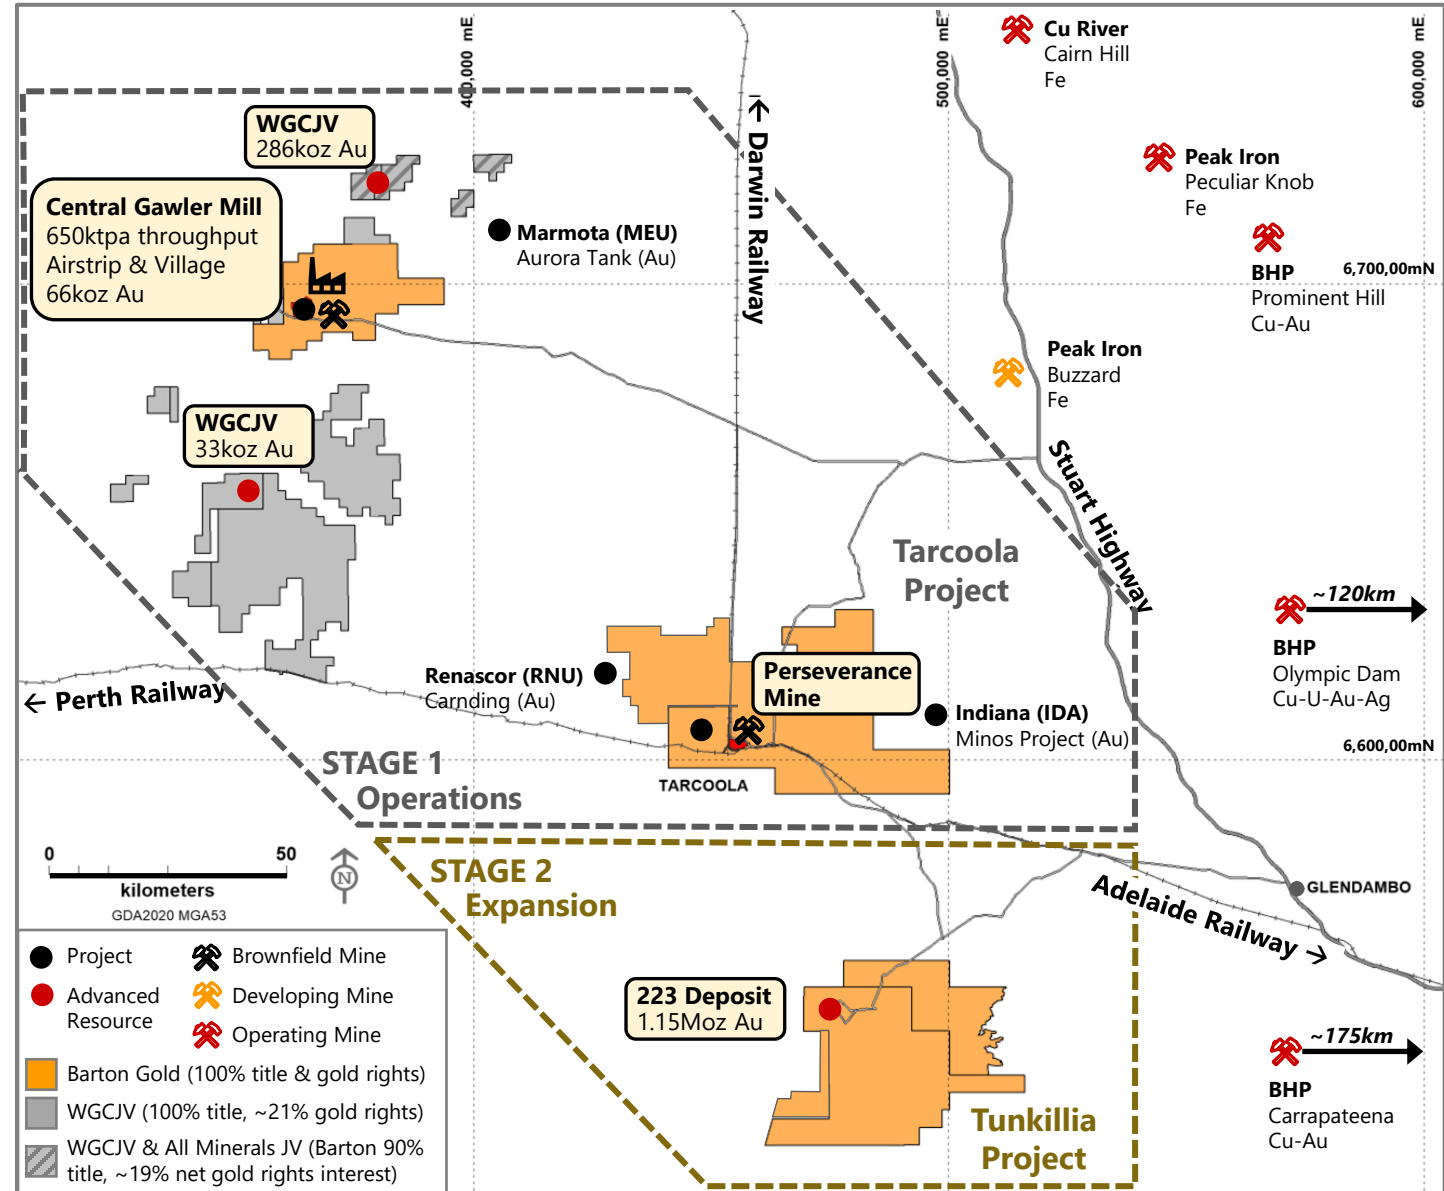 400,000 mE
500,000 mE
600,000 mE
Cu River
Cairn Hill
Fe
WGCJV
286koz Au
← Darwin Railway
Peak Iron
Peculiar Knob
Fe
Central Gawler Mill
650ktpa throughput
Airstrip & Village
66koz Au
Marmota (MEU)
Aurora Tank (Au)
BHP
Prominent Hill
Cu-Au
6,700,00mN
Peak Iron
Buzzard
Fe
WGCJV
33koz Au
Stuart Highway
Tarcoola
Project
~120km
BHP
Olympic Dam
Cu-U-Au-Ag
Renascor (RNU)
Carnding (Au)
Perseverance
Mine
← Perth Railway
Indiana (IDA)
Minos Project (Au)
6,600,00mN
STAGE 1
Operations
TARCOOLA
0 50
kilometers
GDA2020 MGA53
N
STAGE 2
Expansion
GLENDAMBO
Adelaide Railway →
223 Deposit
1.15Moz Au
~175km
BHP
Carrapateena
Cu-Au
Tunkillia
Project
Project
Brownfield Mine
Advanced
Resource
Developing Mine
Operating Mine
Barton Gold (100% title & gold rights)
WGCJV (100% title, ~21% gold rights)
WGCJV & All Minerals JV (Barton 90%
title, ~19% net gold rights interest)